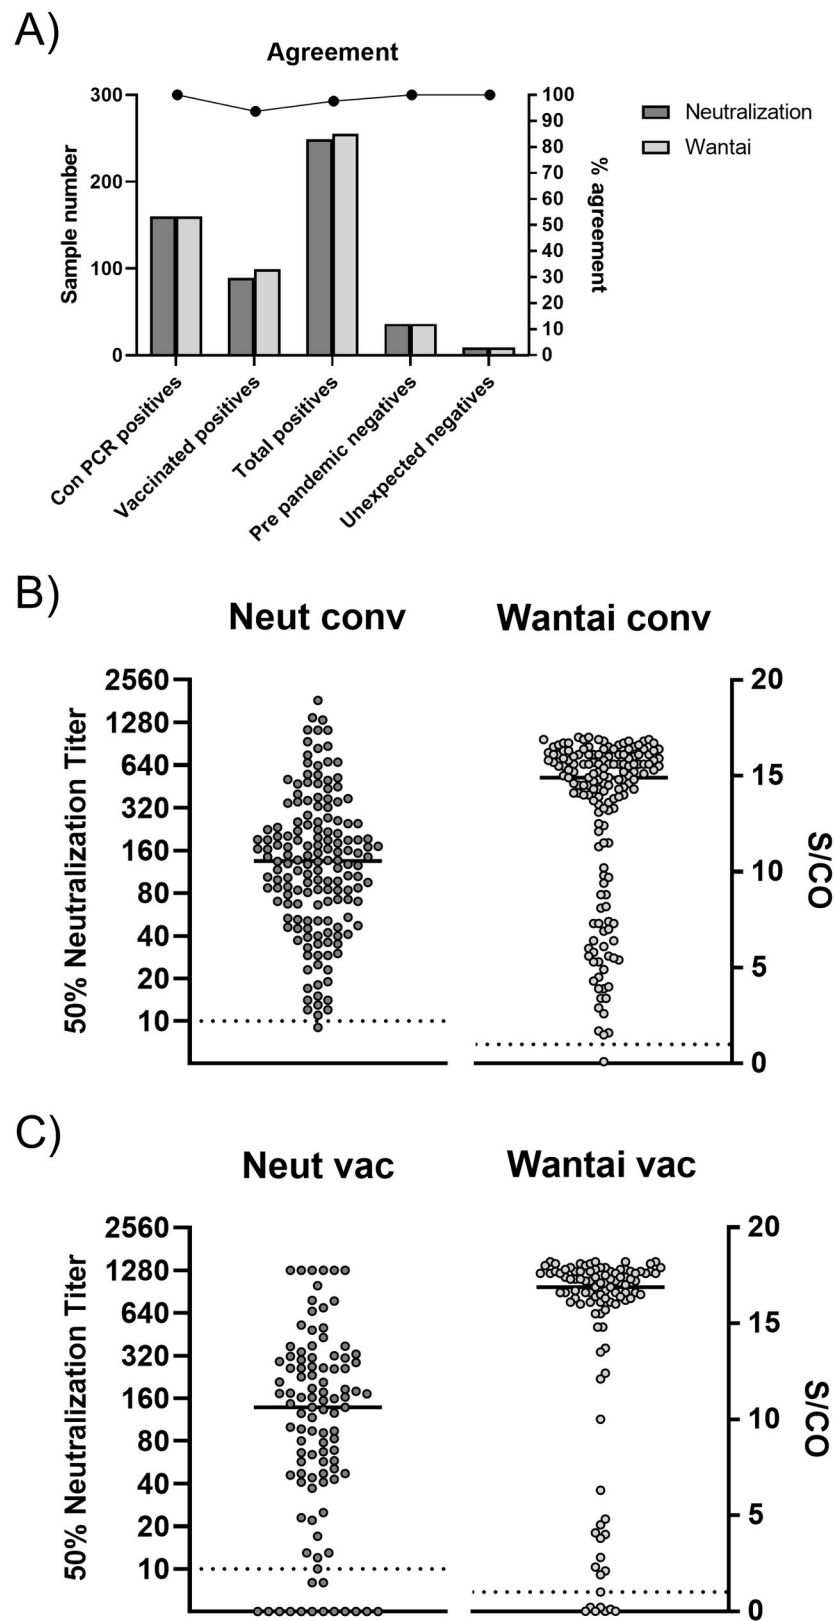 A)
Agreement
300
200
100
0
Sample number
100
90
80
70
60
50
40
30
20
10
0
% agreement
Neutralization
Wantai
Con PCR positives
Vaccinated positives
Total positives
Pre pandemic negatives
Unexpected negatives
B)
Neut conv
Wantai conv
2560
1280
640
320
160
80
40
20
10
50% Neutralization Titer
20
15
10
5
0
S/CO
C)
Neut vac
Wantai vac
2560
1280
640
320
160
80
40
20
10
50% Neutralization Titer
20
15
10
5
0
S/CO